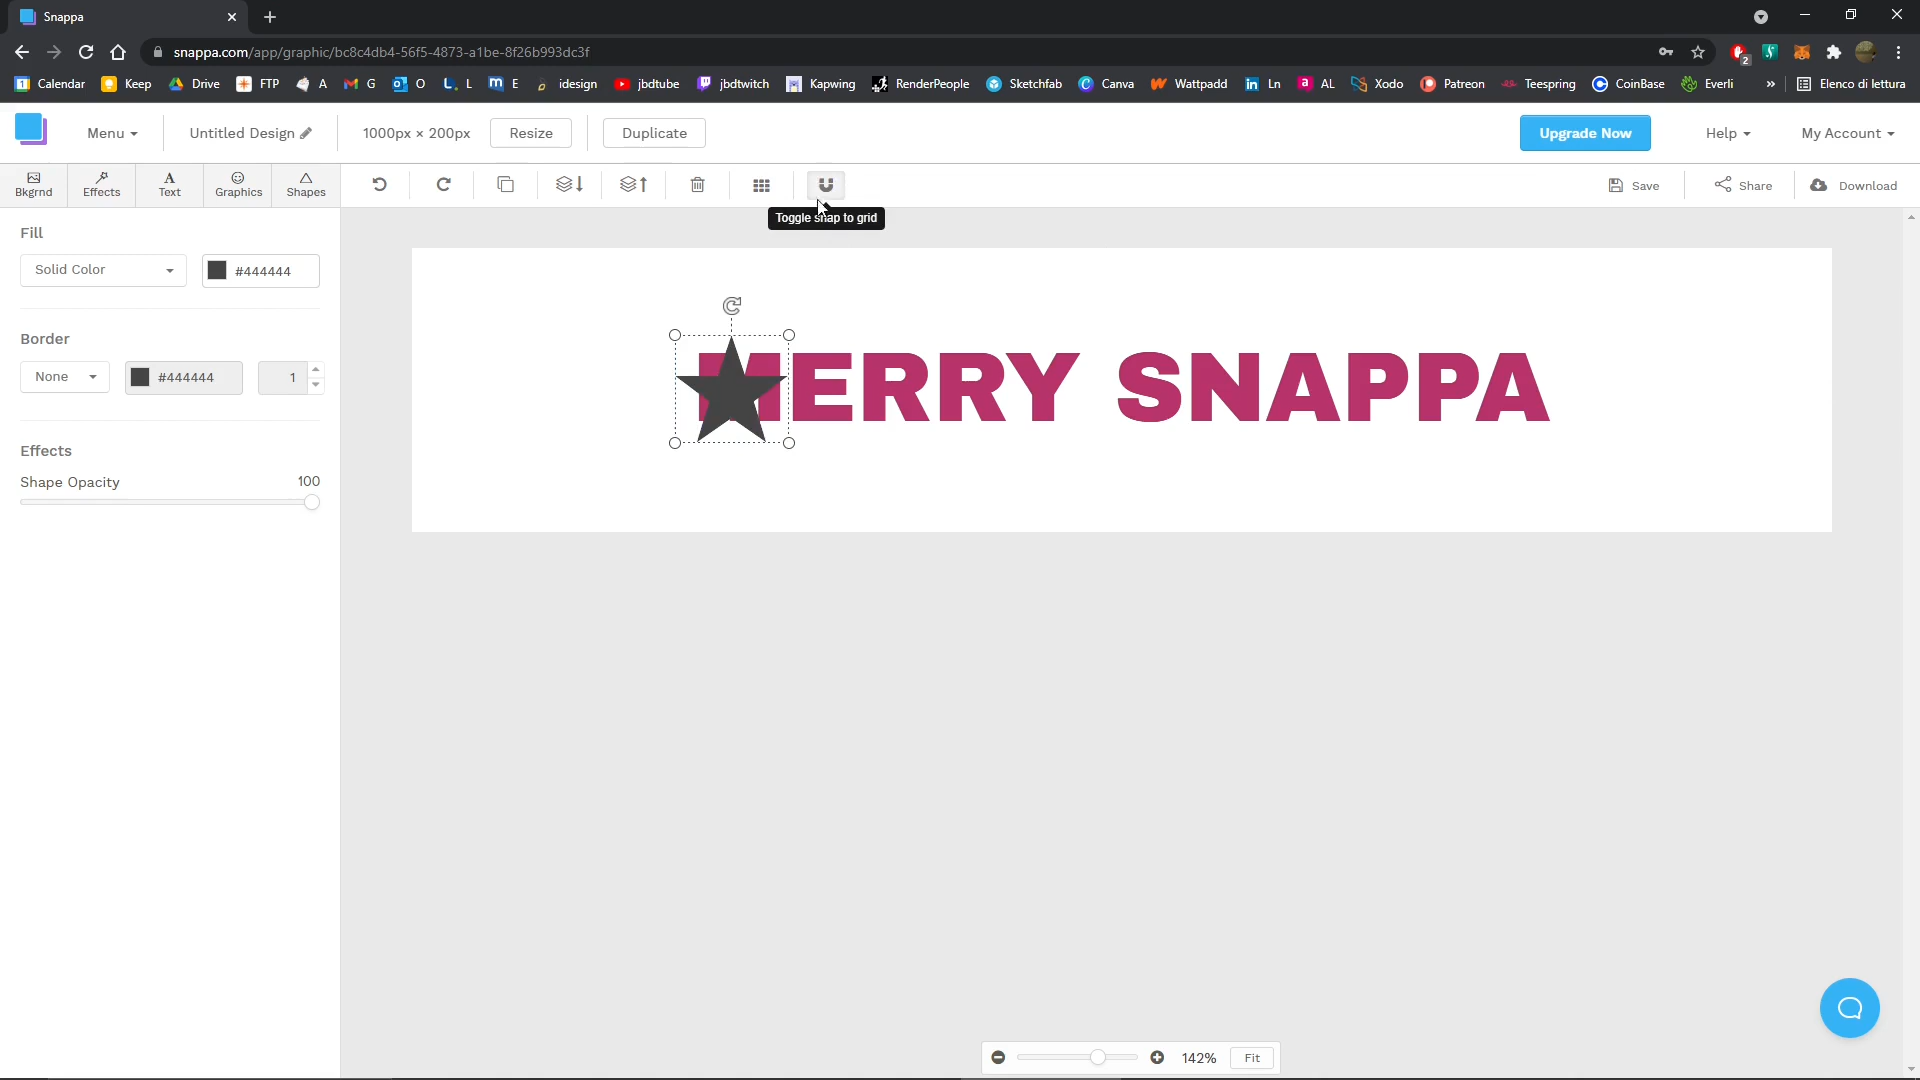 Snappa
snappa.com/app/graphic/bc8c4db4-56f5-4873-a1be-8f26b993dc3f
2
Calendar Keep Drive FTP A G O L E idesign jbdtube jbdtwitch Kapwing RenderPeople Sketchfab Canva Wattpadd Ln AL Xodo Patreon Teespring CoinBase Everli » Elenco di lettura
Menu Untitled Design 1000px × 200px Resize Duplicate Upgrade Now Help My Account
Bkgrnd Effects Text Graphics Shapes Save Share Download
Toggle snap to grid
Fill
Solid Color #444444
Border
None #444444 1
Effects
Shape Opacity 100
MERRY SNAPPA
142% Fit